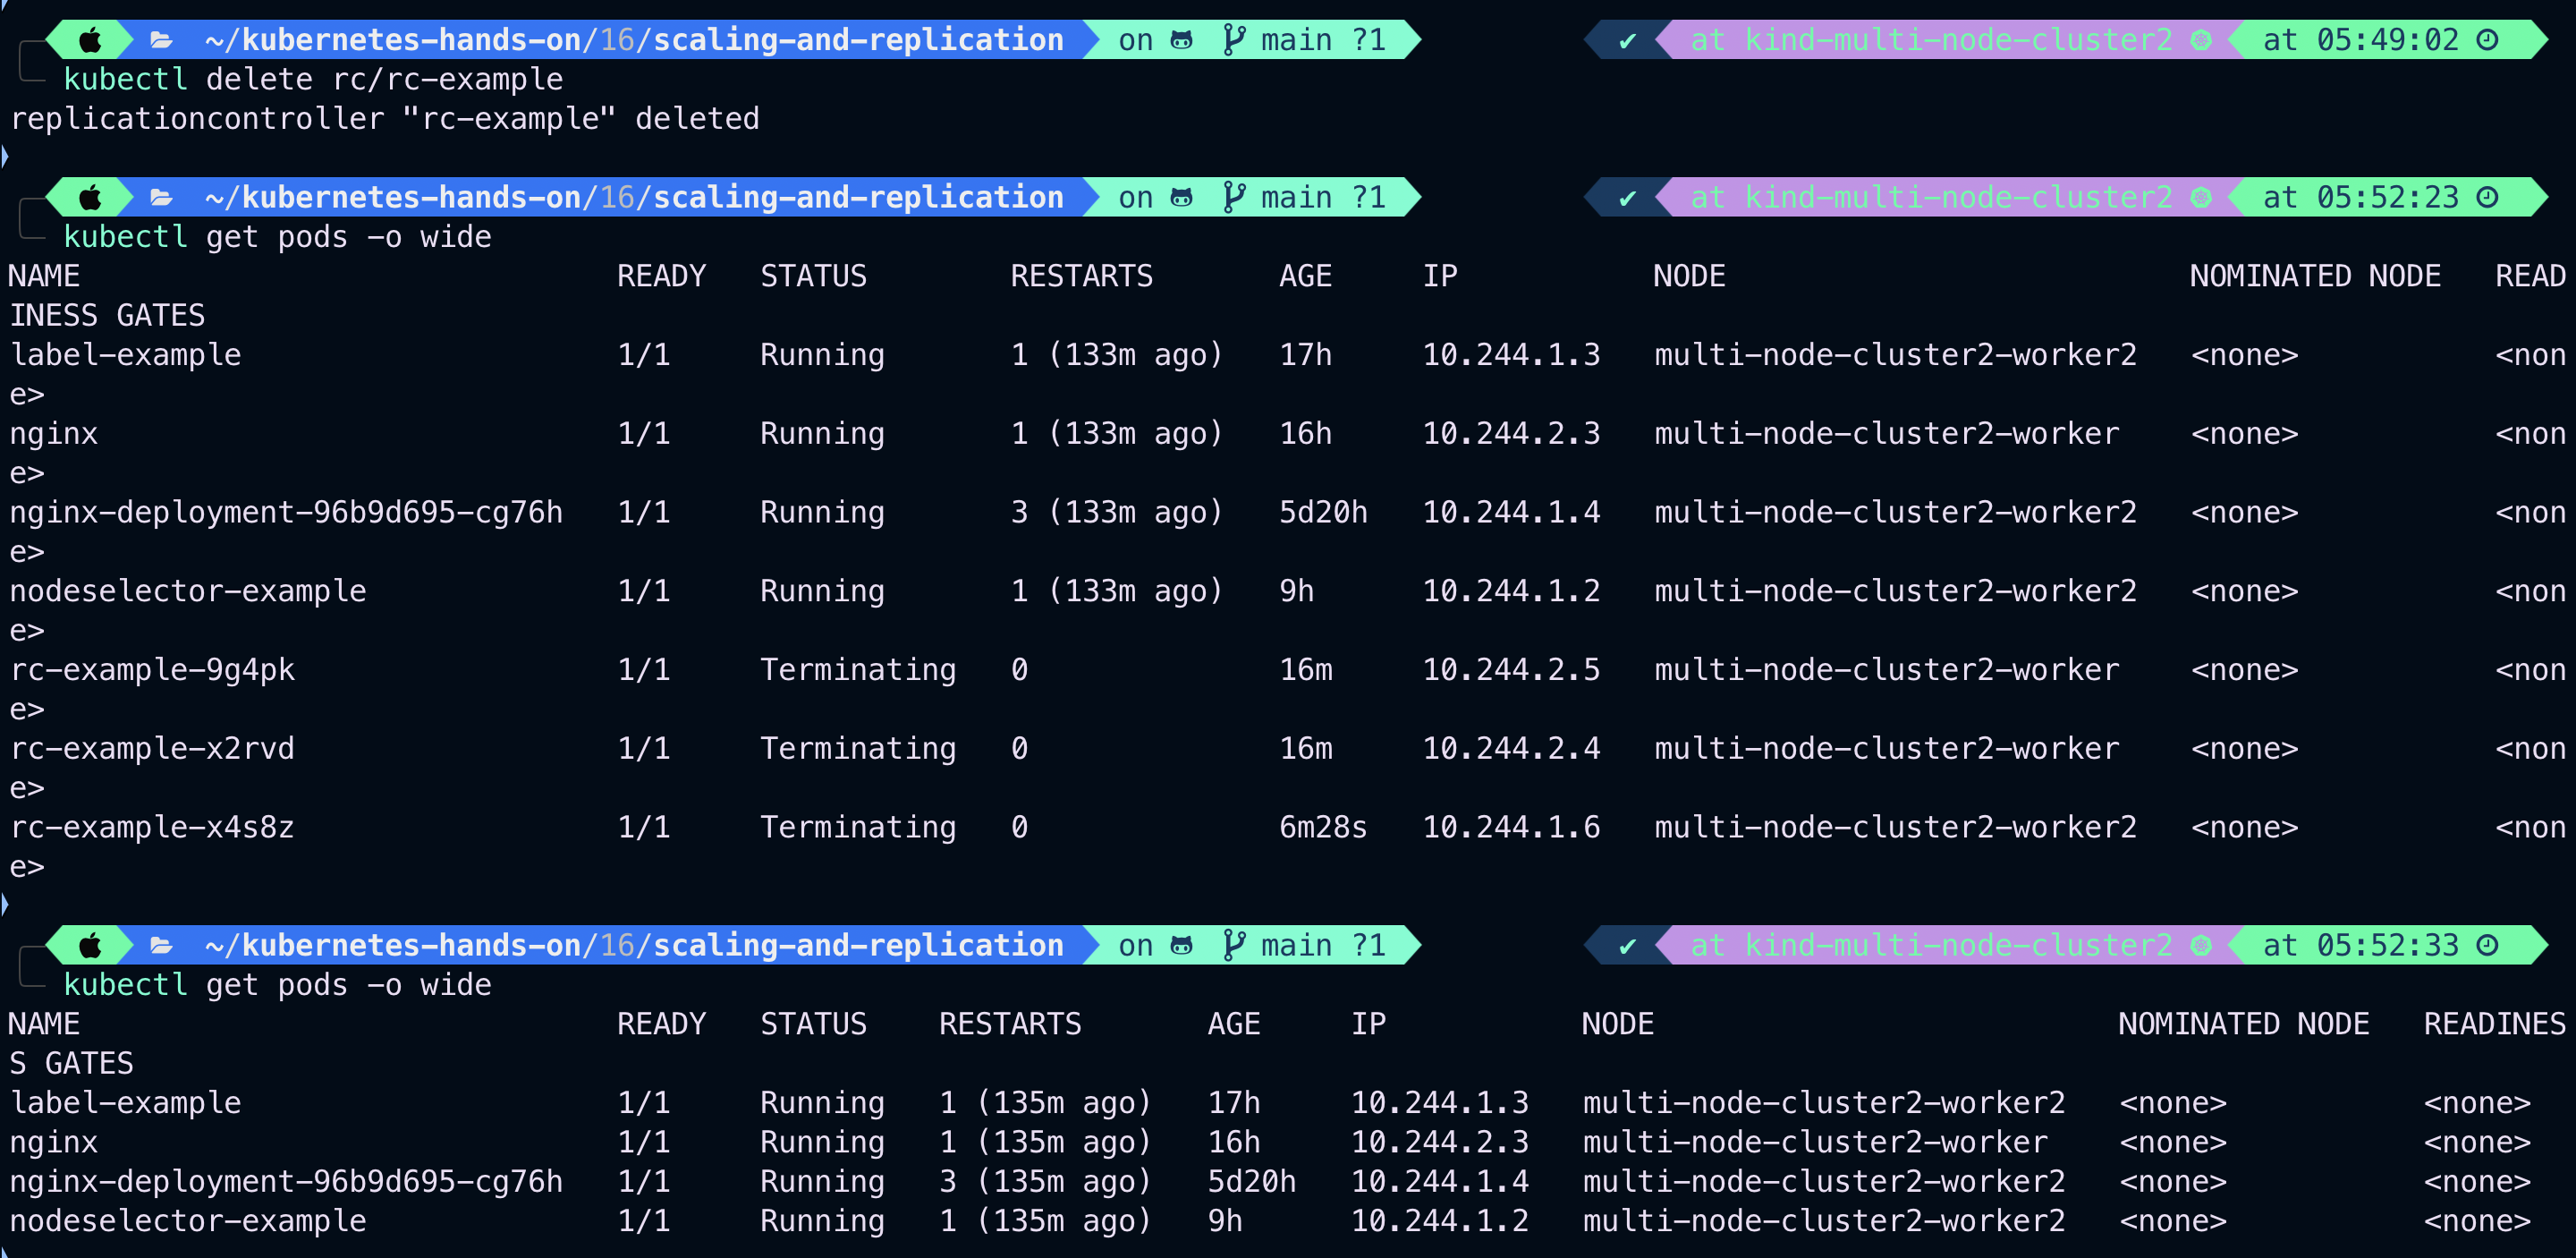 ~/kubernetes-hands-on/16/scaling-and-replication on main ?1 ✔ at kind-multi-node-cluster2 at 05:49:02
kubectl delete rc/rc-example
replicationcontroller "rc-example" deleted
~/kubernetes-hands-on/16/scaling-and-replication on main ?1 ✔ at kind-multi-node-cluster2 at 05:52:23
kubectl get pods -o wide
NAME READY STATUS RESTARTS AGE IP NODE NOMINATED NODE READ
INESS GATES
label-example 1/1 Running 1 (133m ago) 17h 10.244.1.3 multi-node-cluster2-worker2 <none> <non
e>
nginx 1/1 Running 1 (133m ago) 16h 10.244.2.3 multi-node-cluster2-worker <none> <non
e>
nginx-deployment-96b9d695-cg76h 1/1 Running 3 (133m ago) 5d20h 10.244.1.4 multi-node-cluster2-worker2 <none> <non
e>
nodeselector-example 1/1 Running 1 (133m ago) 9h 10.244.1.2 multi-node-cluster2-worker2 <none> <non
e>
rc-example-9g4pk 1/1 Terminating 0 16m 10.244.2.5 multi-node-cluster2-worker <none> <non
e>
rc-example-x2rvd 1/1 Terminating 0 16m 10.244.2.4 multi-node-cluster2-worker <none> <non
e>
rc-example-x4s8z 1/1 Terminating 0 6m28s 10.244.1.6 multi-node-cluster2-worker2 <none> <non
e>
~/kubernetes-hands-on/16/scaling-and-replication on main ?1 ✔ at kind-multi-node-cluster2 at 05:52:33
kubectl get pods -o wide
NAME READY STATUS RESTARTS AGE IP NODE NOMINATED NODE READINES
S GATES
label-example 1/1 Running 1 (135m ago) 17h 10.244.1.3 multi-node-cluster2-worker2 <none> <none>
nginx 1/1 Running 1 (135m ago) 16h 10.244.2.3 multi-node-cluster2-worker <none> <none>
nginx-deployment-96b9d695-cg76h 1/1 Running 3 (135m ago) 5d20h 10.244.1.4 multi-node-cluster2-worker2 <none> <none>
nodeselector-example 1/1 Running 1 (135m ago) 9h 10.244.1.2 multi-node-cluster2-worker2 <none> <none>